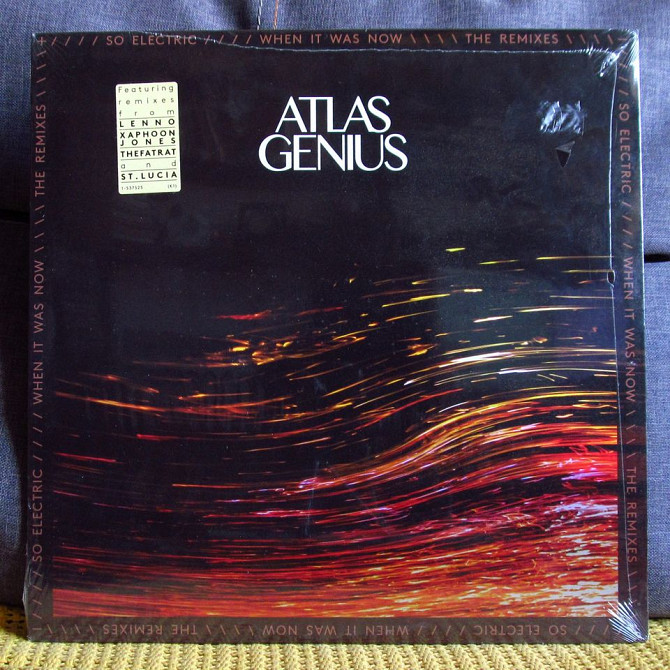 +//// SO ELECTRIC //// WHEN IT WAS NOW \\\\ THE REMIXES \\\\
Featuring
remixes
from
LENNO
XAPHOON
JONES
THEFATRAT
and
ST. LUCIA
ATLAS
GENIUS
//// SO ELECTRIC //// WHEN IT WAS NOW \\\\ THE REMIXES \\\\
//// SO ELECTRIC //// WHEN IT WAS NOW \\\\ THE REMIXES \\\\
//// SO ELECTRIC //// WHEN IT WAS NOW \\\\ THE REMIXES \\\\